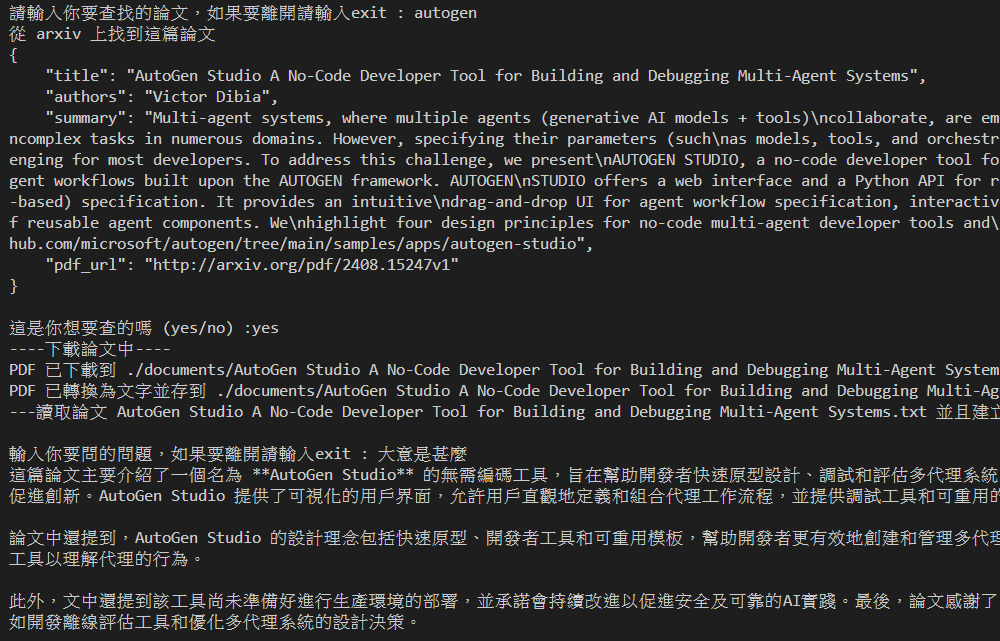 請輸入你要查找的論文，如果要離開請輸入exit : autogen
從 arxiv 上找到這篇論文
{
    "title": "AutoGen Studio A No-Code Developer Tool for Building and Debugging Multi-Agent Systems",
    "authors": "Victor Dibia",
    "summary": "Multi-agent systems, where multiple agents (generative AI models + tools)\ncollaborate, are em
ncomplex tasks in numerous domains. However, specifying their parameters (such\nas models, tools, and orchestr
enging for most developers. To address this challenge, we present\nAUTOGEN STUDIO, a no-code developer tool fo
gent workflows built upon the AUTOGEN framework. AUTOGEN\nSTUDIO offers a web interface and a Python API for r
-based) specification. It provides an intuitive\ndrag-and-drop UI for agent workflow specification, interactiv
f reusable agent components. We\nhighlight four design principles for no-code multi-agent developer tools and\
hub.com/microsoft/autogen/tree/main/samples/apps/autogen-studio",
    "pdf_url": "http://arxiv.org/pdf/2408.15247v1"
}
這是你想要查的嗎 (yes/no) :yes
----下載論文中----
PDF 已下載到 ./documents/AutoGen Studio A No-Code Developer Tool for Building and Debugging Multi-Agent System
PDF 已轉換為文字並存到 ./documents/AutoGen Studio A No-Code Developer Tool for Building and Debugging Multi-Ag
---讀取論文 AutoGen Studio A No-Code Developer Tool for Building and Debugging Multi-Agent Systems.txt 並且建立
輸入你要問的問題，如果要離開請輸入exit : 大意是甚麼
這篇論文主要介紹了一個名為 **AutoGen Studio** 的無需編碼工具，旨在幫助開發者快速原型設計、調試和評估多代理系統
促進創新。AutoGen Studio 提供了可視化的用戶界面，允許用戶直觀地定義和組合代理工作流程，並提供調試工具和可重用的
論文中還提到，AutoGen Studio 的設計理念包括快速原型、開發者工具和可重用模板，幫助開發者更有效地創建和管理多代理
工具以理解代理的行為。
此外，文中還提到該工具尚未準備好進行生產環境的部署，並承諾會持續改進以促進安全及可靠的AI實踐。最後，論文感謝了
如開發離線評估工具和優化多代理系統的設計決策。